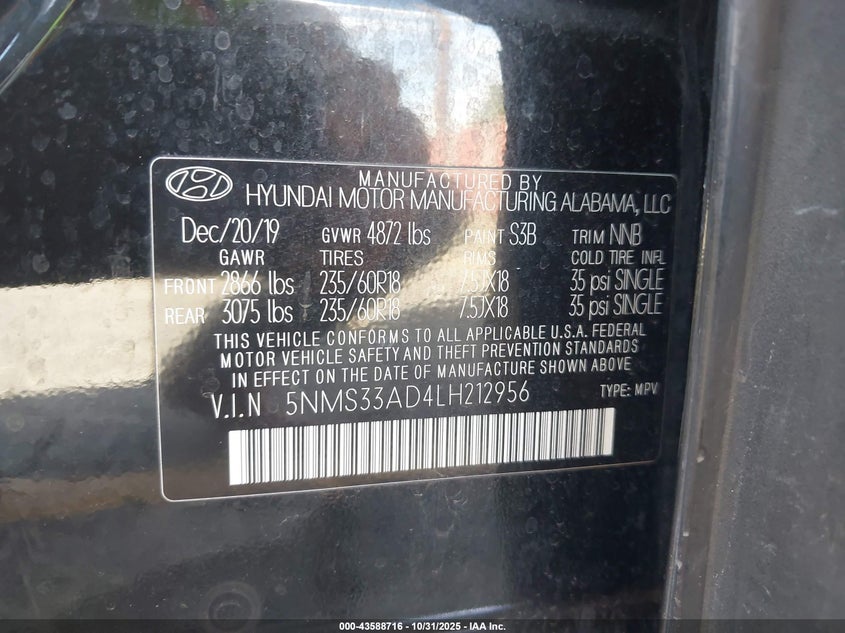 MANUFACTURED BY
HYUNDAI MOTOR MANUFACTURING ALABAMA, LLC
Dec/20/19 GVWR 4872 lbs PAINT S3B TRIM NNB
GAWR TIRES RIMS COLD TIRE INFL
FRONT 2866 lbs 235/60R18 7.5JX18 35 psi SINGLE
REAR 3075 lbs 235/60R18 7.5JX18 35 psi SINGLE
THIS VEHICLE CONFORMS TO ALL APPLICABLE U.S.A. FEDERAL
MOTOR VEHICLE SAFETY AND THEFT PREVENTION STANDARDS
IN EFFECT ON THE DATE OF MANUFACTURE SHOWN ABOVE
V.I.N 5NMS33AD4LH212956 TYPE: MPV
000-43588716 - 10/31/2025 - IAA Inc.